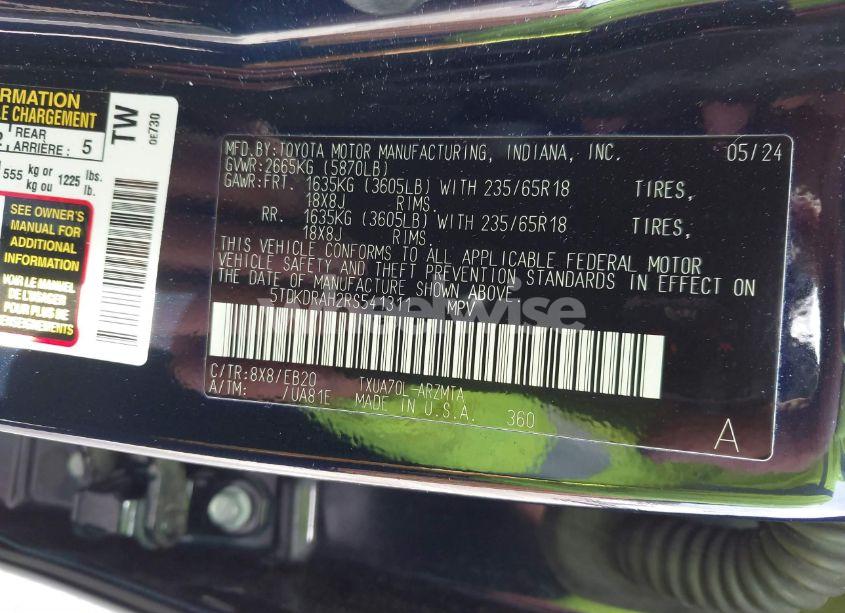 ORMATION
LE CHARGEMENT
REAR
ARRIÈRE: 5
555 kg or 1225 lbs.
kg ou lb.
SEE OWNER'S
MANUAL FOR
ADDITIONAL
INFORMATION
VOIR LE MANUEL
DE L'USAGER
POUR PLUS DE
RENSEIGNEMENTS
TW
0E730
MFD.BY:TOYOTA MOTOR MANUFACTURING, INDIANA, INC. 05/24
GVWR:2665KG (5870LB)
GAWR:FRT. 1635KG (3605LB) WITH 235/65R18 TIRES,
18X8J RIMS,
RR. 1635KG (3605LB) WITH 235/65R18 TIRES,
18X8J RIMS.
THIS VEHICLE CONFORMS TO ALL APPLICABLE FEDERAL MOTOR
VEHICLE SAFETY AND THEFT PREVENTION STANDARDS IN EFFECT ON
THE DATE OF MANUFACTURE SHOWN ABOVE.
MPV
wheelwise
C/TR:8X8/EB20 TXUA70L-ARZMTA
A/TM: /UA81E MADE IN U.S.A. 360
A